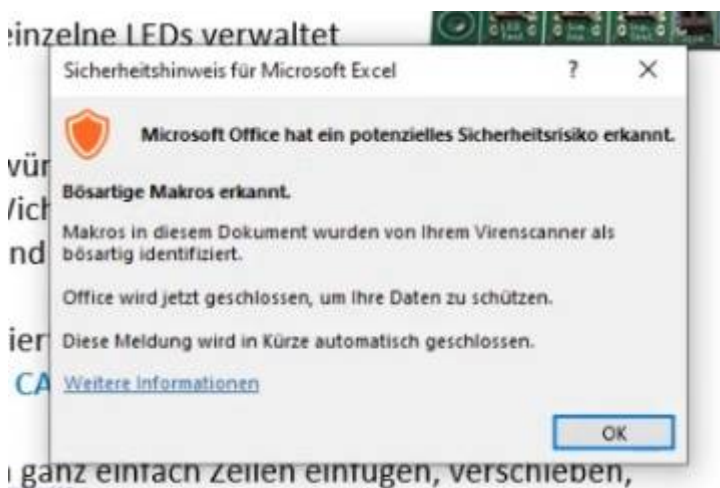 einzelne LEDs verwaltet
Sicherheitshinweis für Microsoft Excel ? X
Microsoft Office hat ein potenzielles Sicherheitsrisiko erkannt.
Bösartige Makros erkannt.
Makros in diesem Dokument wurden von Ihrem Virenscanner als
bösartig identifiziert.
Office wird jetzt geschlossen, um Ihre Daten zu schützen.
Diese Meldung wird in Kürze automatisch geschlossen.
CA
Weitere Informationen
OK
ganz einfach Zeilen einfügen, verschieben,